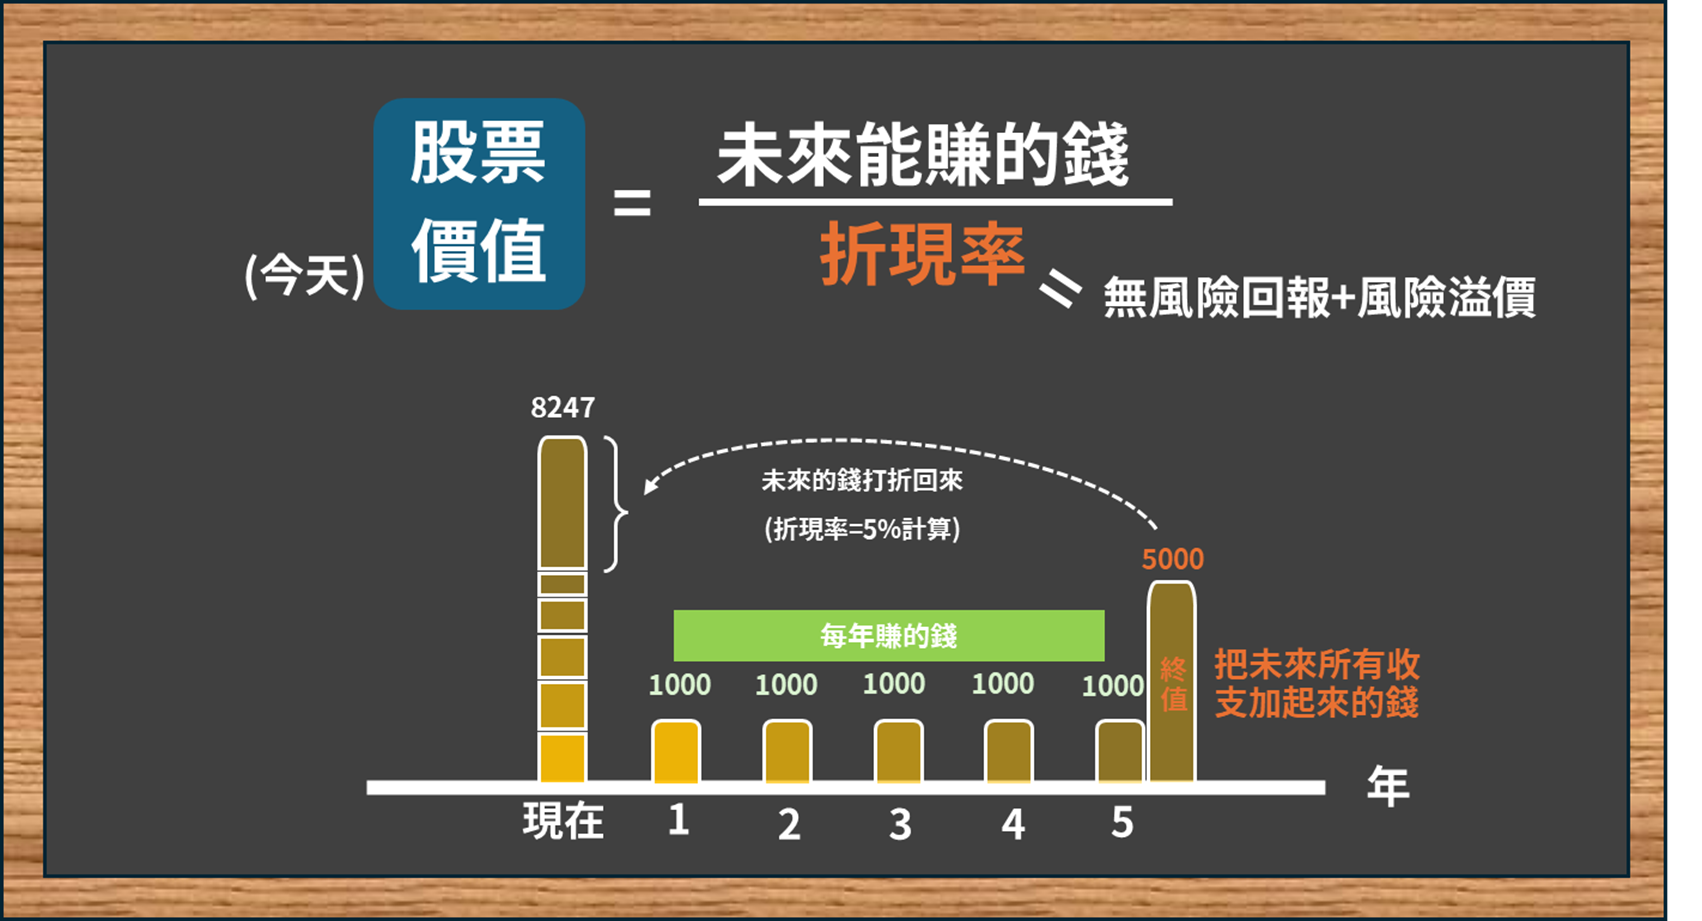 股票
價值
(今天)
=
未來能賺的錢
折現率
= 無風險回報+風險溢價
8247
未來的錢打折回來
(折現率=5%計算)
5000
每年賺的錢
1000 1000 1000 1000 1000
終值
把未來所有收
支加起來的錢
年
現在 1 2 3 4 5